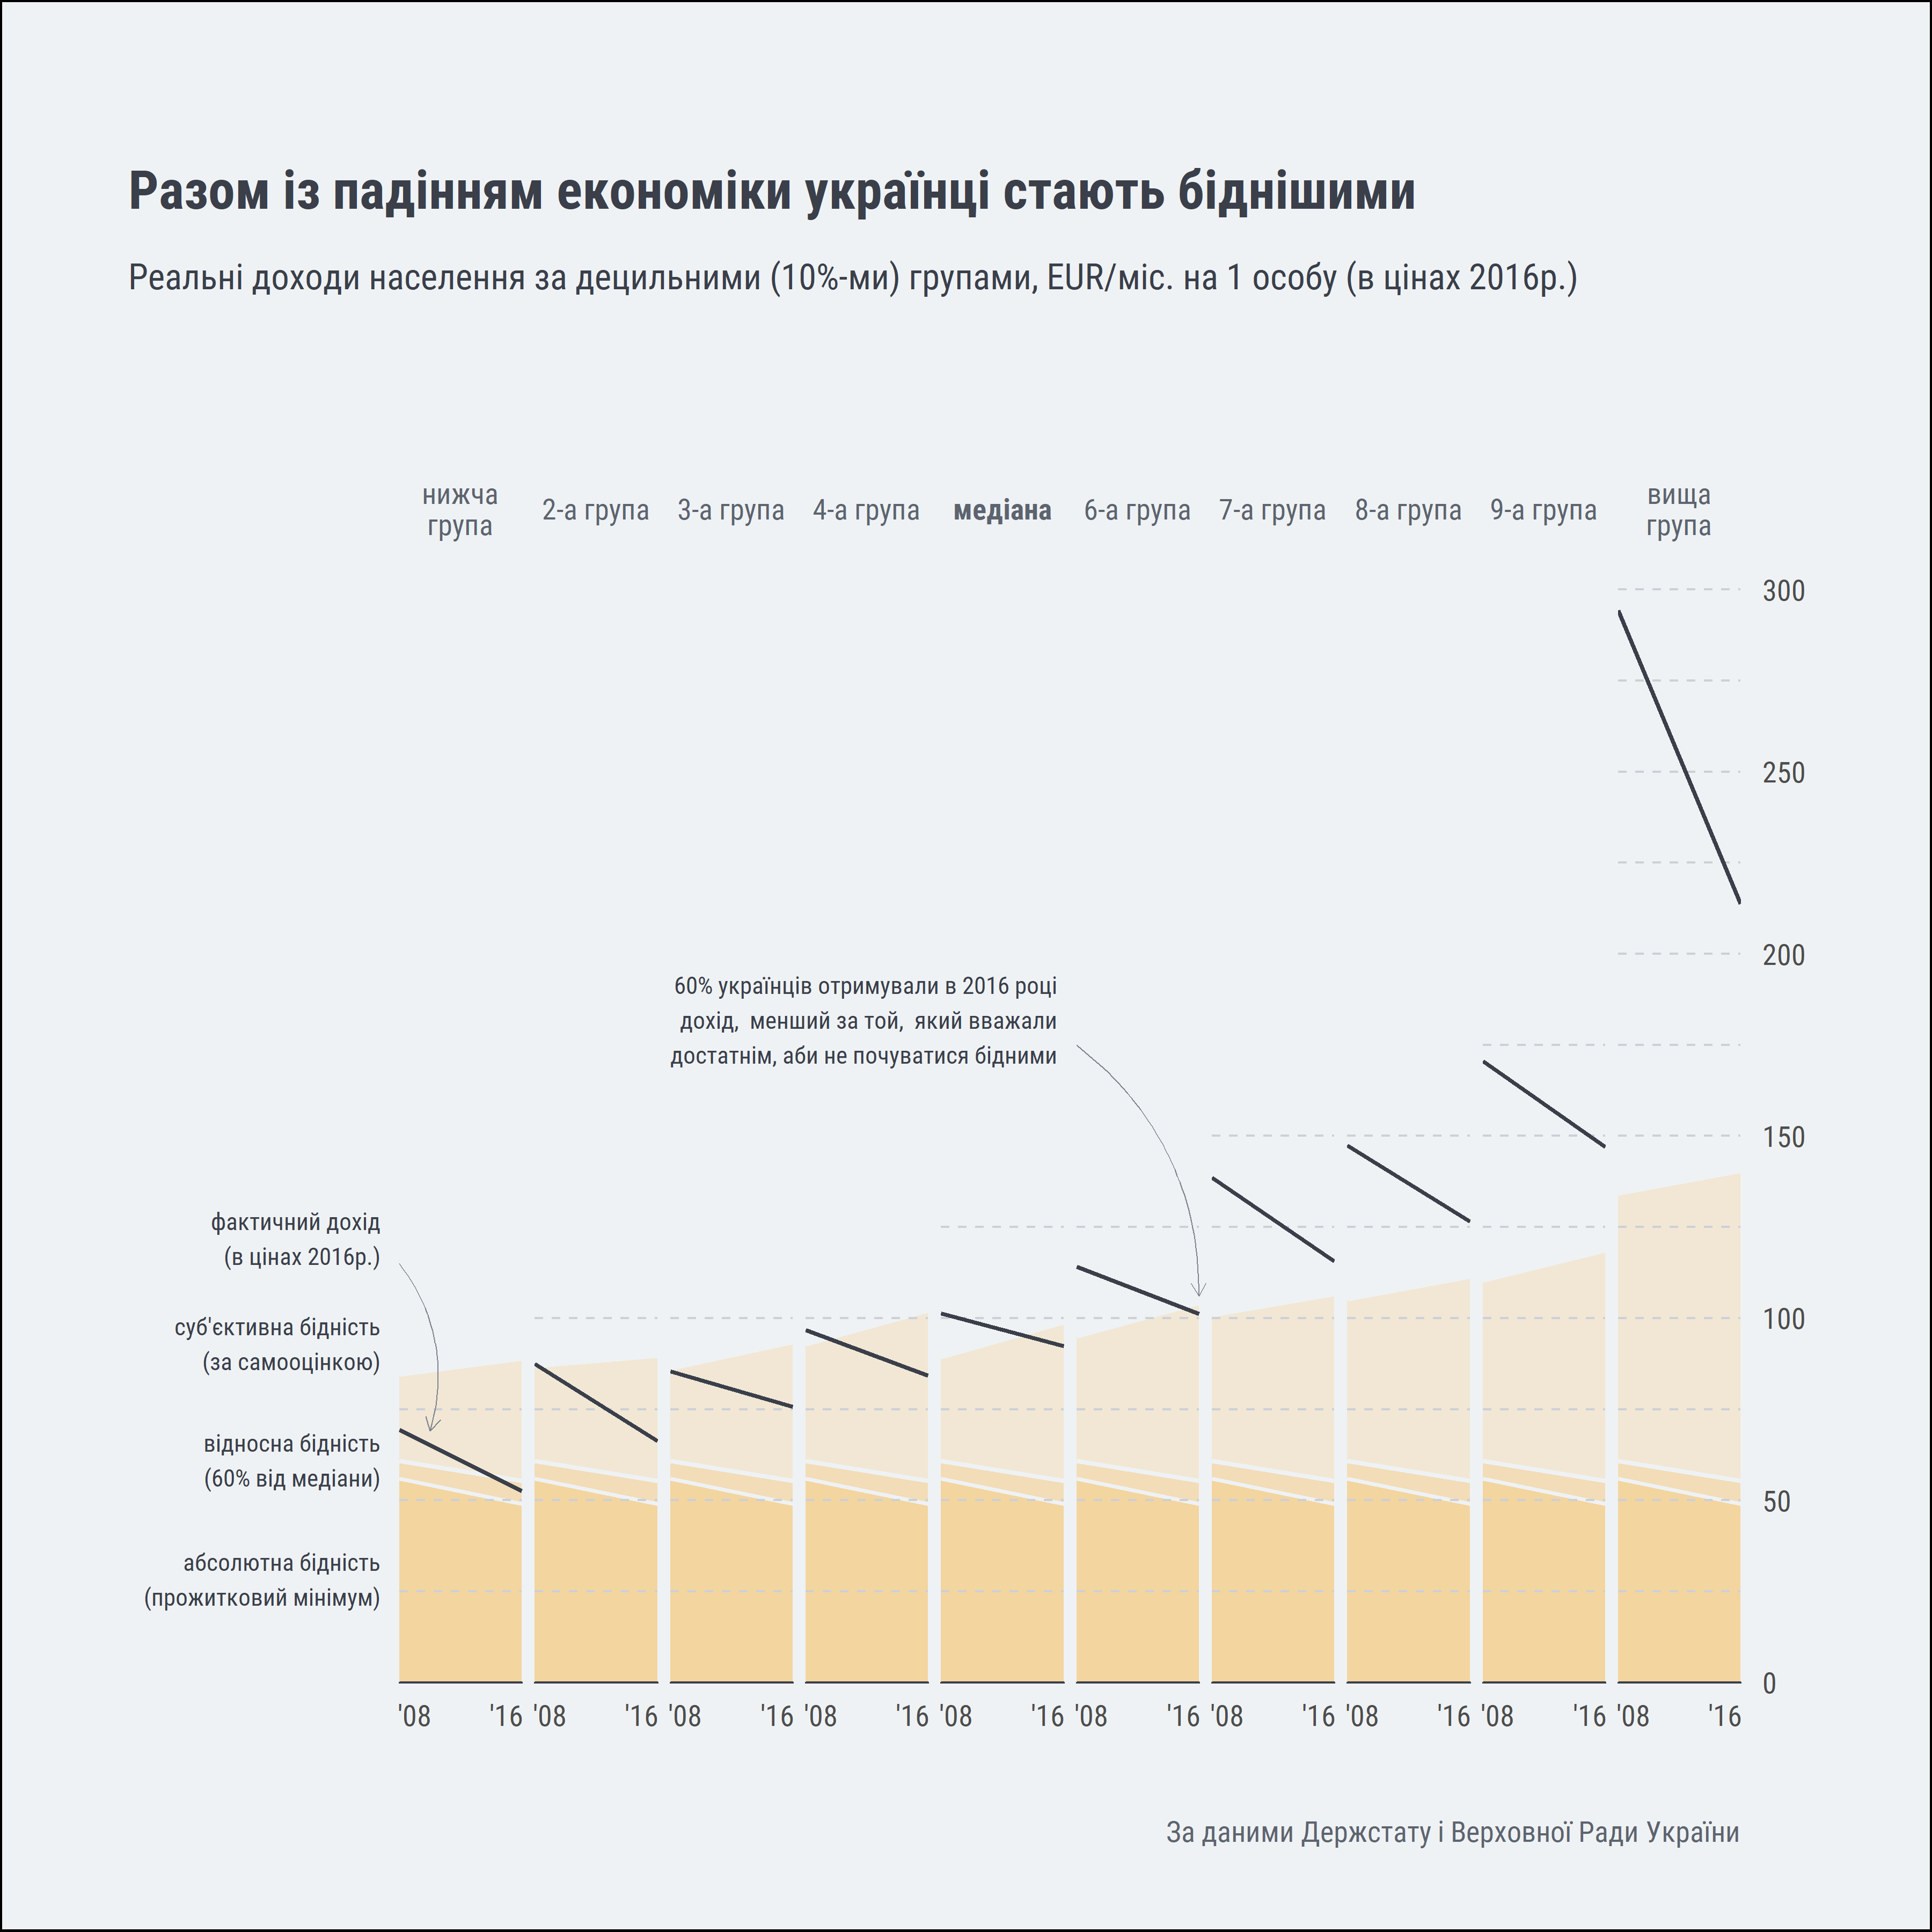 Разом із падінням економіки українці стають біднішими
Реальні доходи населення за децильними (10%-ми) групами, EUR/міс. на 1 особу (в цінах 2016р.)
нижча
група
2-а група
3-а група
4-а група
медіана
6-а група
7-а група
8-а група
9-а група
вища
група
300
250
200
150
100
50
0
60% українців отримували в 2016 році
дохід, менший за той, який вважали
достатнім, аби не почуватися бідними
фактичний дохід
(в цінах 2016р.)
суб'єктивна бідність
(за самооцінкою)
відносна бідність
(60% від медіани)
абсолютна бідність
(прожитковий мінімум)
'08 '16 '08 '16 '08 '16 '08 '16 '08 '16 '08 '16 '08 '16 '08 '16 '08 '16 '08 '16
За даними Держстату і Верховної Ради України